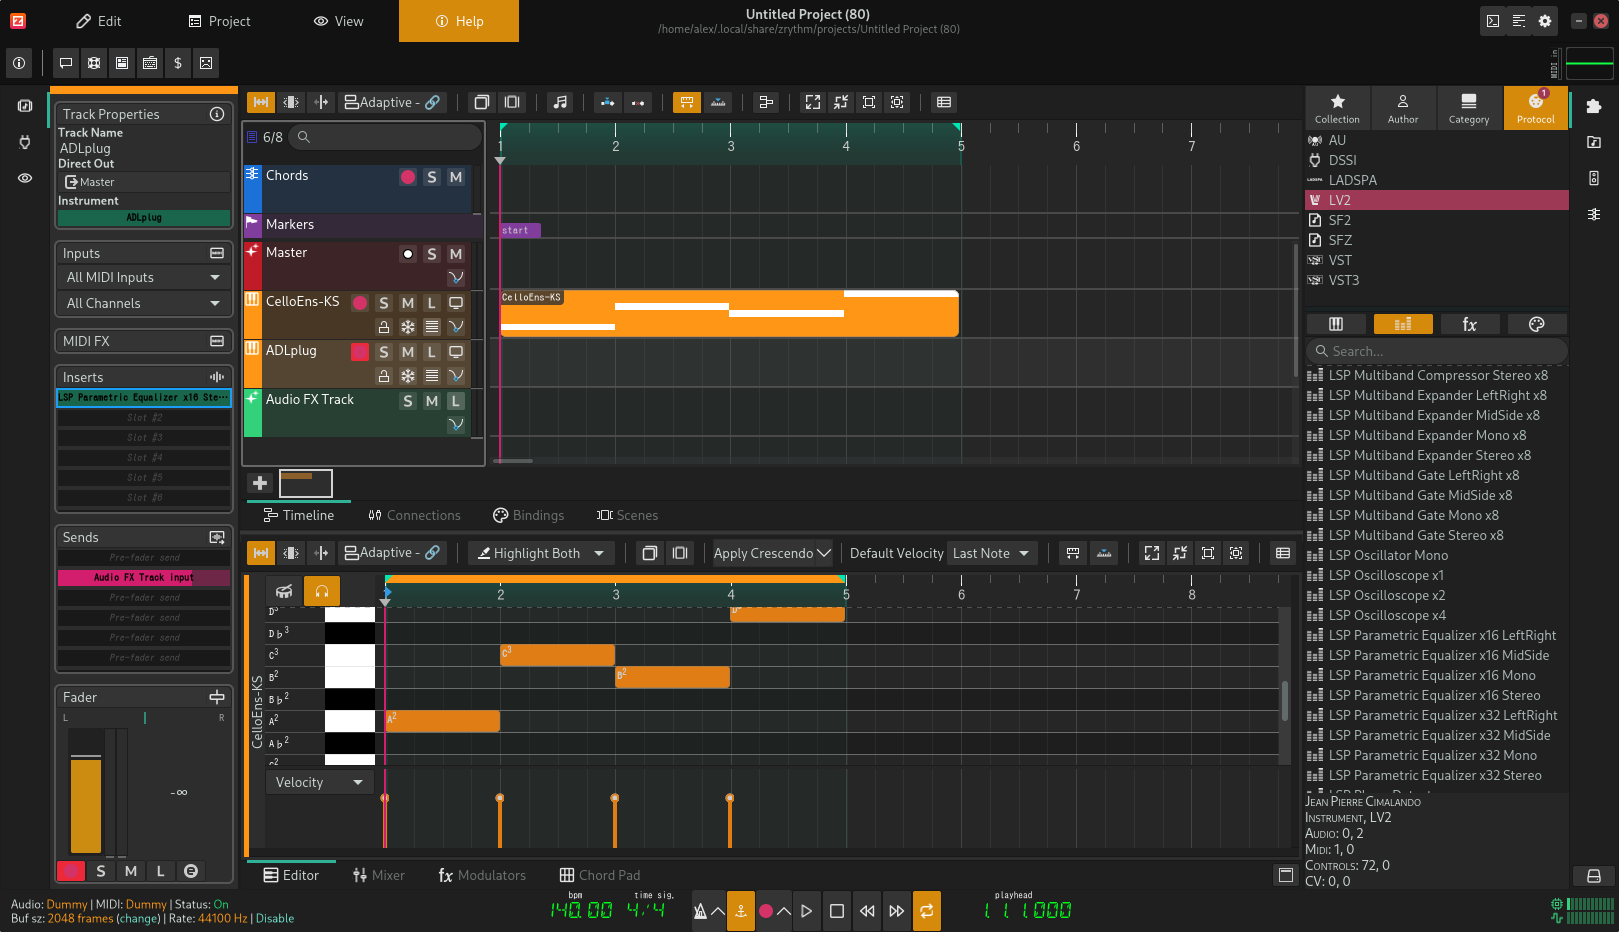 Edit
Project
View
Help
Untitled Project (80)
/home/alex/.local/share/zrythm/projects/Untitled Project (80)
$
MIDI in
Track Properties
Track Name
ADLplug
Direct Out
Master
Instrument
ADLplug
Inputs
All MIDI Inputs
All Channels
MIDI FX
Inserts
LSP Parametric Equalizer x16 Ste…
Slot #2
Slot #3
Slot #4
Slot #5
Slot #6
Sends
Pre-fader send
Audio FX Track input
Pre-fader send
Pre-fader send
Pre-fader send
Pre-fader send
Fader
L R
-∞
S M L
Adaptive -
6/8
1 2 3 4 5 6 7
Chords S M
Markers
start
Master S M
CelloEns-KS S M L
CelloEns-KS
ADLplug S M L
Audio FX Track S M L
Timeline
Connections
Bindings
Scenes
Adaptive -
Highlight Both
Apply Crescendo
Default Velocity
Last Note
2 3 4 5 6 7 8
CelloEns-KS
D3
D♭3
C3
C3
B2
B2
B♭2
A2
A2
A♭2
Velocity
Editor
Mixer
fx Modulators
Chord Pad
Collection
Author
Category
Protocol
1
AU
DSSI
LADSPA
LV2
SF2
SFZ
VST
VST3
fx
Search...
LSP Multiband Compressor Stereo x8
LSP Multiband Expander LeftRight x8
LSP Multiband Expander MidSide x8
LSP Multiband Expander Mono x8
LSP Multiband Expander Stereo x8
LSP Multiband Gate LeftRight x8
LSP Multiband Gate MidSide x8
LSP Multiband Gate Mono x8
LSP Multiband Gate Stereo x8
LSP Oscillator Mono
LSP Oscilloscope x1
LSP Oscilloscope x2
LSP Oscilloscope x4
LSP Parametric Equalizer x16 LeftRight
LSP Parametric Equalizer x16 MidSide
LSP Parametric Equalizer x16 Mono
LSP Parametric Equalizer x16 Stereo
LSP Parametric Equalizer x32 LeftRight
LSP Parametric Equalizer x32 MidSide
LSP Parametric Equalizer x32 Mono
LSP Parametric Equalizer x32 Stereo
Jean Pierre Cimalando
Instrument, LV2
Audio: 0, 2
Midi: 1, 0
Controls: 72, 0
CV: 0, 0
Audio: Dummy | MIDI: Dummy | Status: On
Buf sz: 2048 frames (change) | Rate: 44100 Hz | Disable
bpm
140.00
time sig.
4/4
playhead
1.1.1.000